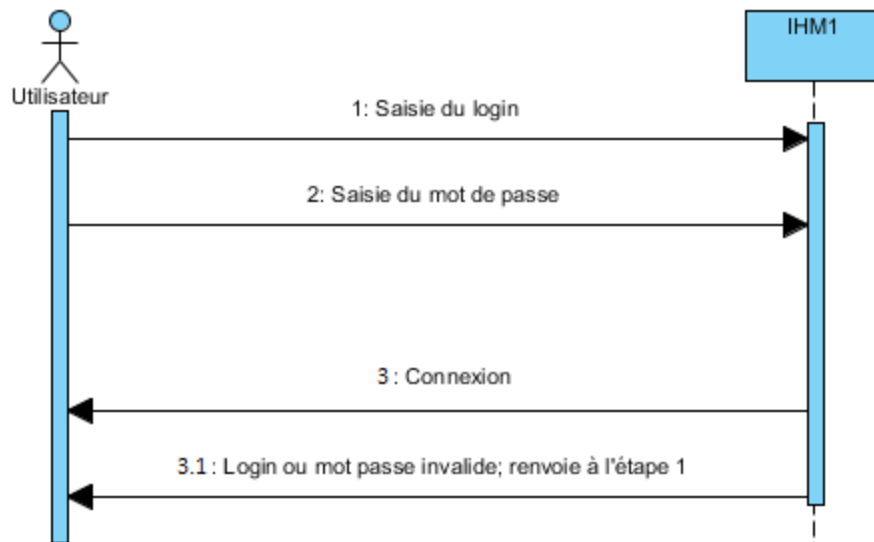 IHM1
Utilisateur
1: Saisie du login
2: Saisie du mot de passe
3 : Connexion
3.1 : Login ou mot passe invalide; renvoie à l'étape 1